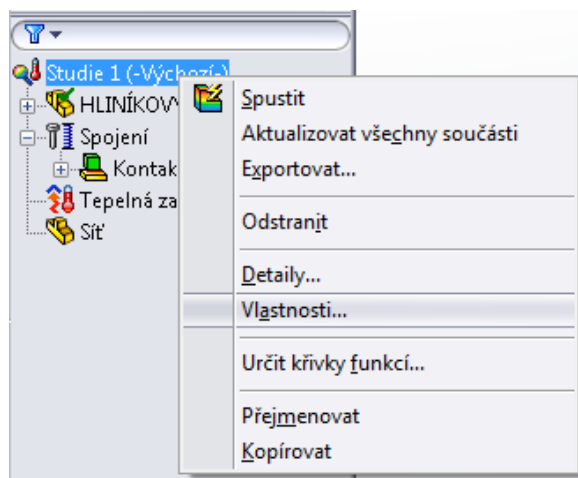 Studie 1 (-Výchozí-)
HLINÍKOVÝ
Spojení
Kontak
Tepelná za
Síť
Spustit
Aktualizovat všechny součásti
Exportovat...
Odstranit
Detaily...
Vlastnosti...
Určit křivky funkcí...
Přejmenovat
Kopírovat